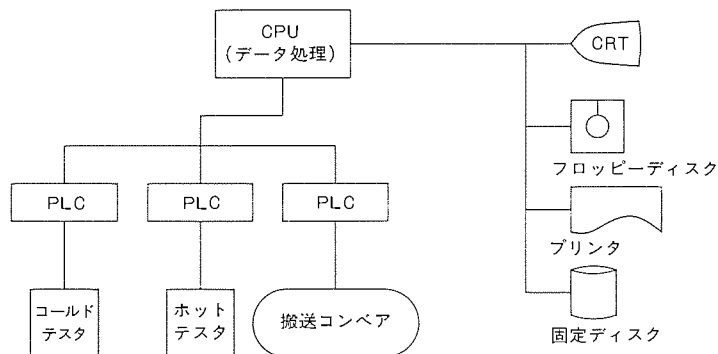 CPU
(データ処理)
CRT
フロッピーディスク
PLC
PLC
PLC
プリンタ
コールド
テスタ
ホット
テスタ
搬送コンベア
固定ディスク